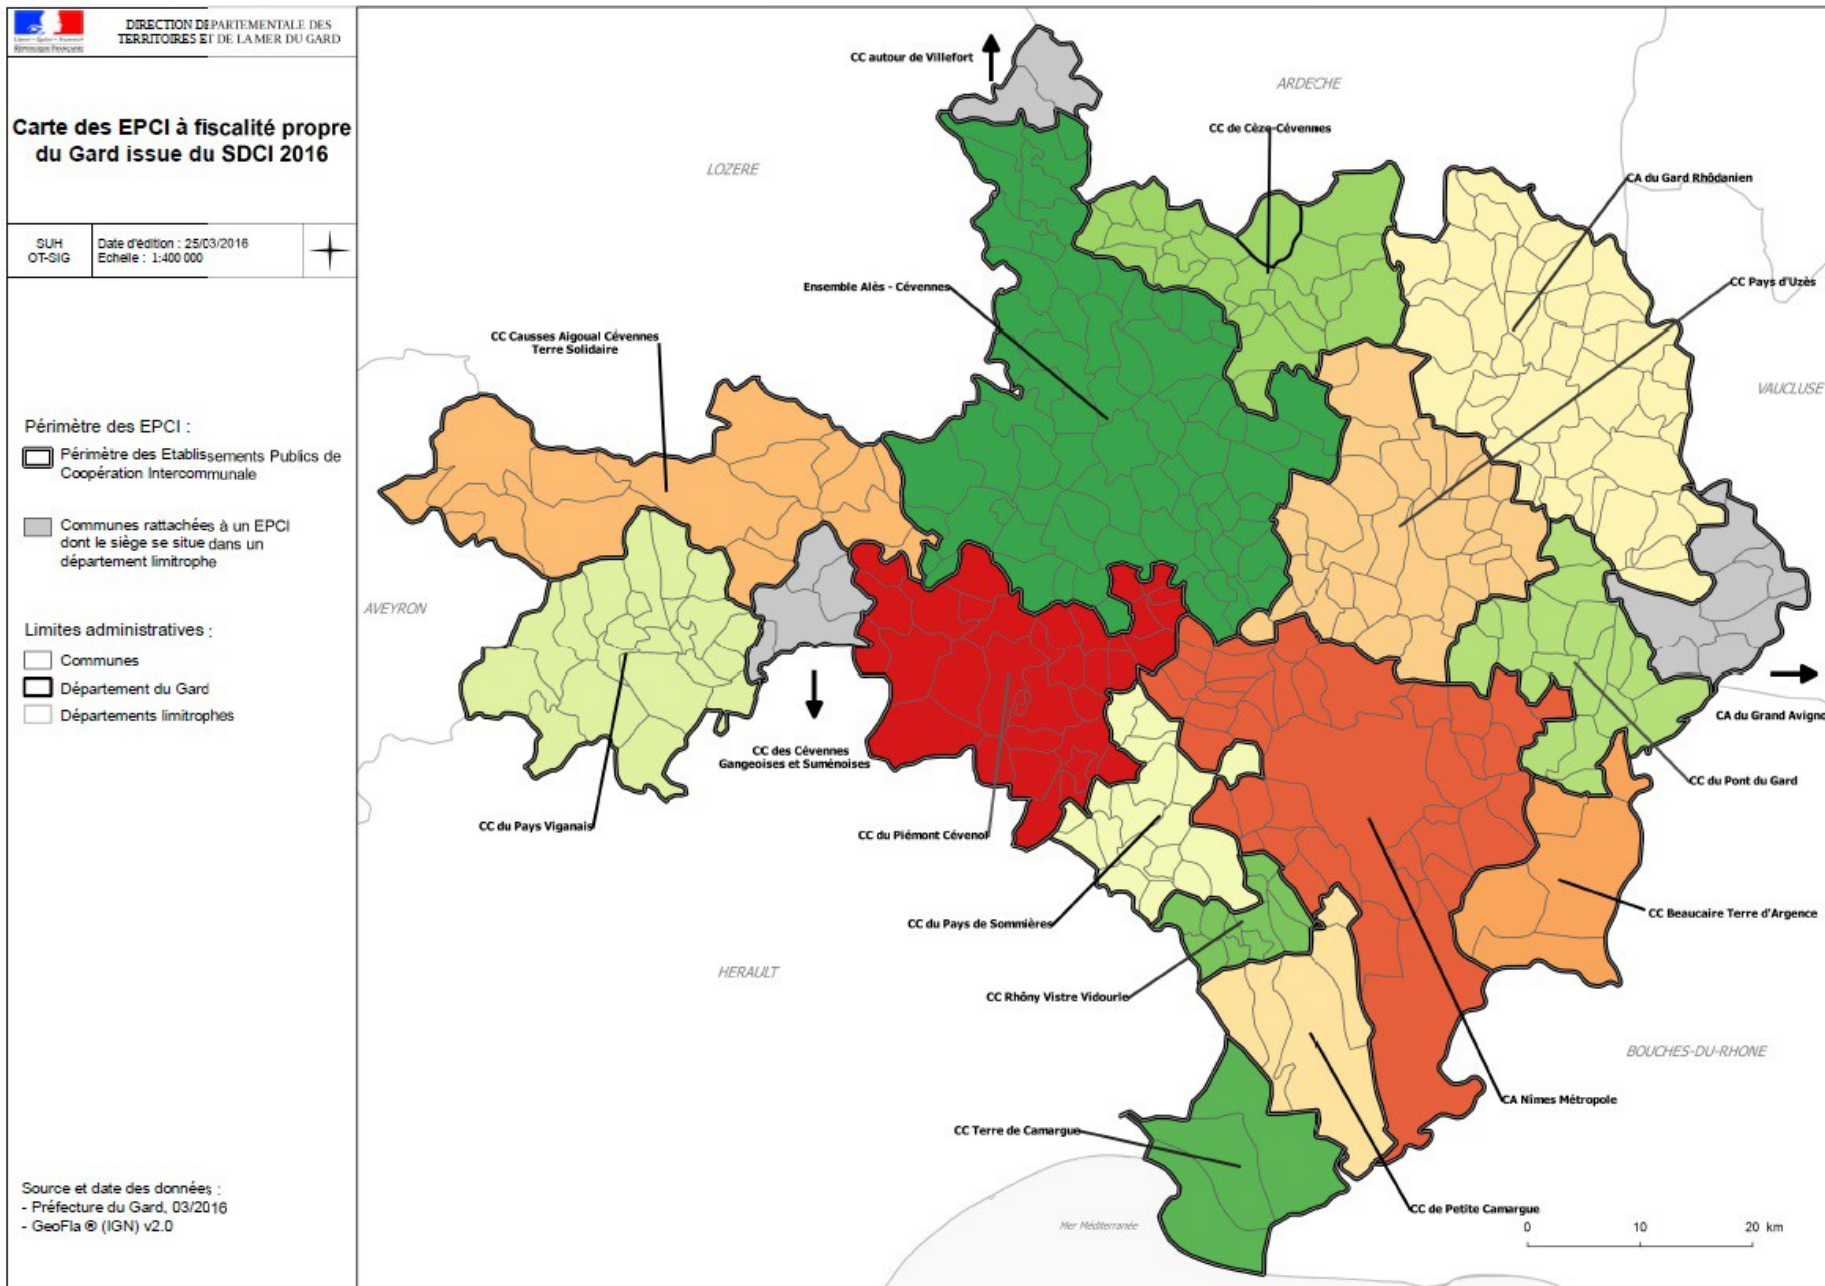 Liberté • Égalité • Fraternité
RÉPUBLIQUE FRANÇAISE
DIRECTION DEPARTEMENTALE DES
TERRITOIRES ET DE LA MER DU GARD
Carte des EPCI à fiscalité propre
du Gard issue du SDCI 2016
SUH
OT-SIG
Date d'édition : 25/03/2016
Echelle : 1:400 000
Périmètre des EPCI :
Périmètre des Etablissements Publics de
Coopération Intercommunale
Communes rattachées à un EPCI
dont le siège se situe dans un
département limitrophe
Limites administratives :
Communes
Département du Gard
Départements limitrophes
Source et date des données :
- Préfecture du Gard, 03/2016
- GeoFla ® (IGN) v2.0
CC autour de Villefort
ARDECHE
CC de Cèze-Cévennes
LOZERE
CA du Gard Rhôdanien
Ensemble Alès - Cévennes
CC Pays d'Uzès
CC Causses Aigoual Cévennes
Terre Solidaire
VAUCLUSE
AVEYRON
CA du Grand Avigno
CC des Cévennes
Gangeoises et Suménoises
CC du Pont du Gard
CC du Pays Viganais
CC du Piémont Cévenol
CC du Pays de Sommières
CC Beaucaire Terre d'Argence
HERAULT
CC Rhôny Vistre Vidourle
BOUCHES-DU-RHONE
CA Nîmes Métropole
CC Terre de Camargue
CC de Petite Camargue
Mer Méditerranée
0 10 20 km